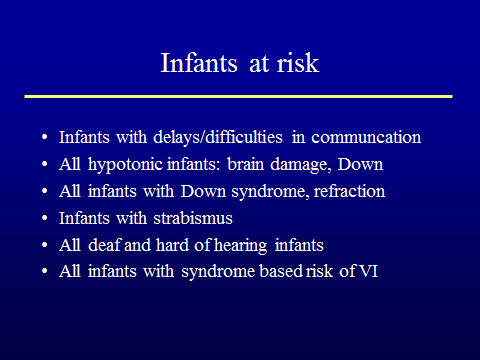 Infants at risk
• Infants with delays/difficulties in communcation
• All hypotonic infants: brain damage, Down
• All infants with Down syndrome, refraction
• Infants with strabismus
• All deaf and hard of hearing infants
• All infants with syndrome based risk of VI